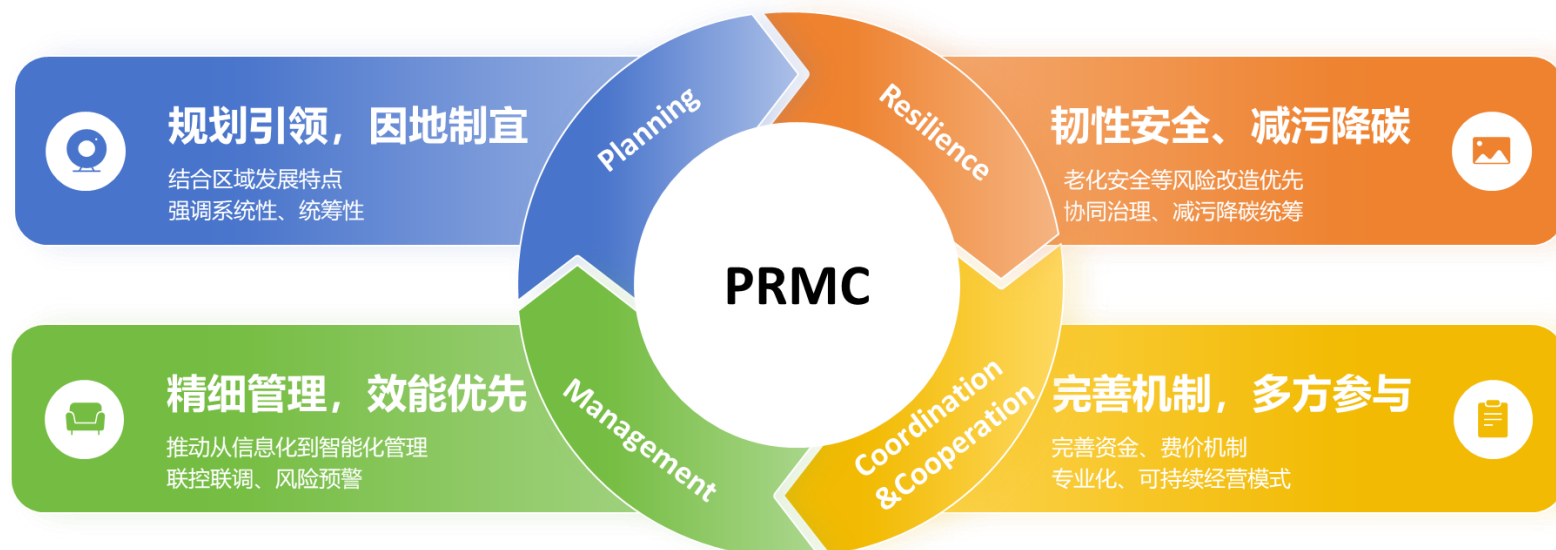 规划引领，因地制宜
结合区域发展特点
强调系统性、统筹性
Planning
Resilience
韧性安全、减污降碳
老化安全等风险改造优先
协同治理、减污降碳统筹
PRMC
精细管理，效能优先
推动从信息化到智能化管理
联控联调、风险预警
Management
Coordination
&Cooperation
完善机制，多方参与
完善资金、费价机制
专业化、可持续经营模式